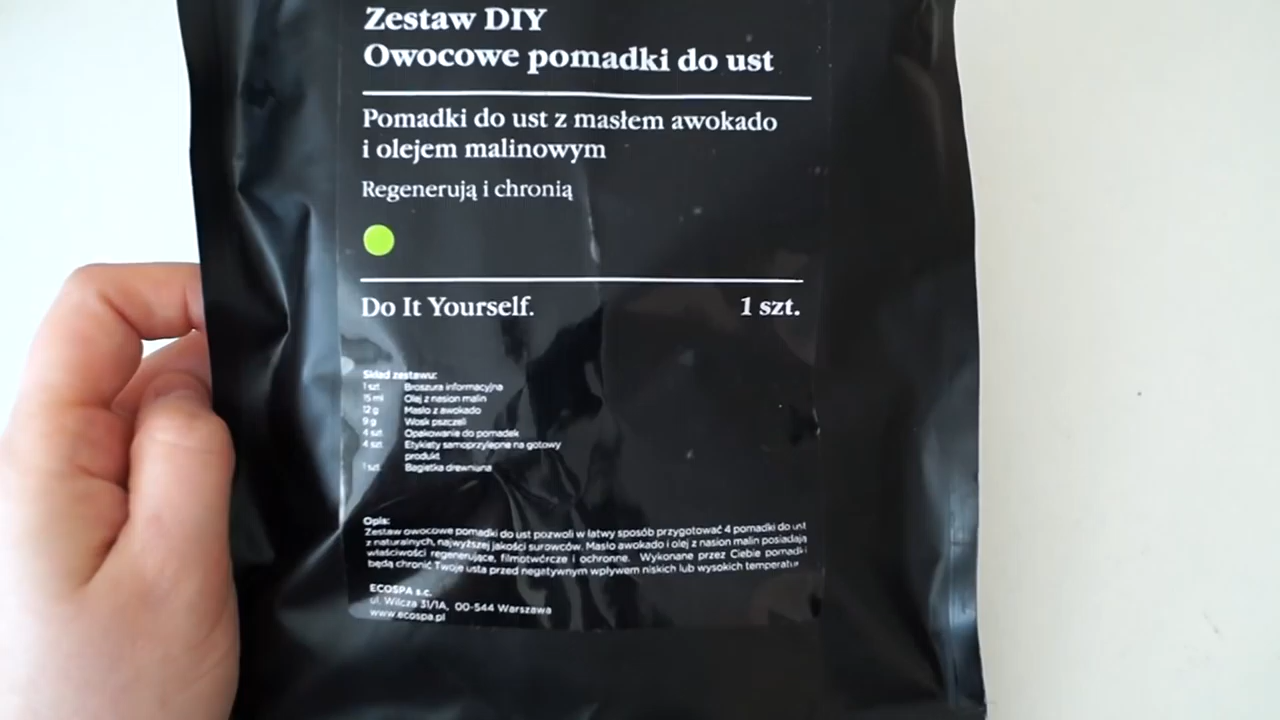 Zestaw DIY
Owocowe pomadki do ust
Pomadki do ust z masłem awokado
i olejem malinowym
Regenerują i chronią
Do It Yourself. 1 szt.
Skład zestawu:
1 szt. Broszura informacyjna
15 ml Olej z nasion malin
12 g Masło z awokado
9 g Wosk pszczeli
4 szt. Opakowanie do pomadek
4 szt. Etykiety samoprzylepne na gotowy
produkt
1 szt. Bagietka drewniana
Opis:
Zestaw owocowe pomadki do ust pozwoli w łatwy sposób przygotować 4 pomadki do ust
z naturalnych, najwyższej jakości surowców. Masło awokado i olej z nasion malin posiadają
właściwości regenerujące, filmotwórcze i ochronne. Wykonane przez Ciebie pomadki
będą chronić Twoje usta przed negatywnym wpływem niskich lub wysokich temperatur
ECOSPA s.c.
ul. Wilcza 31/1A, 00-544 Warszawa
www.ecospa.pl